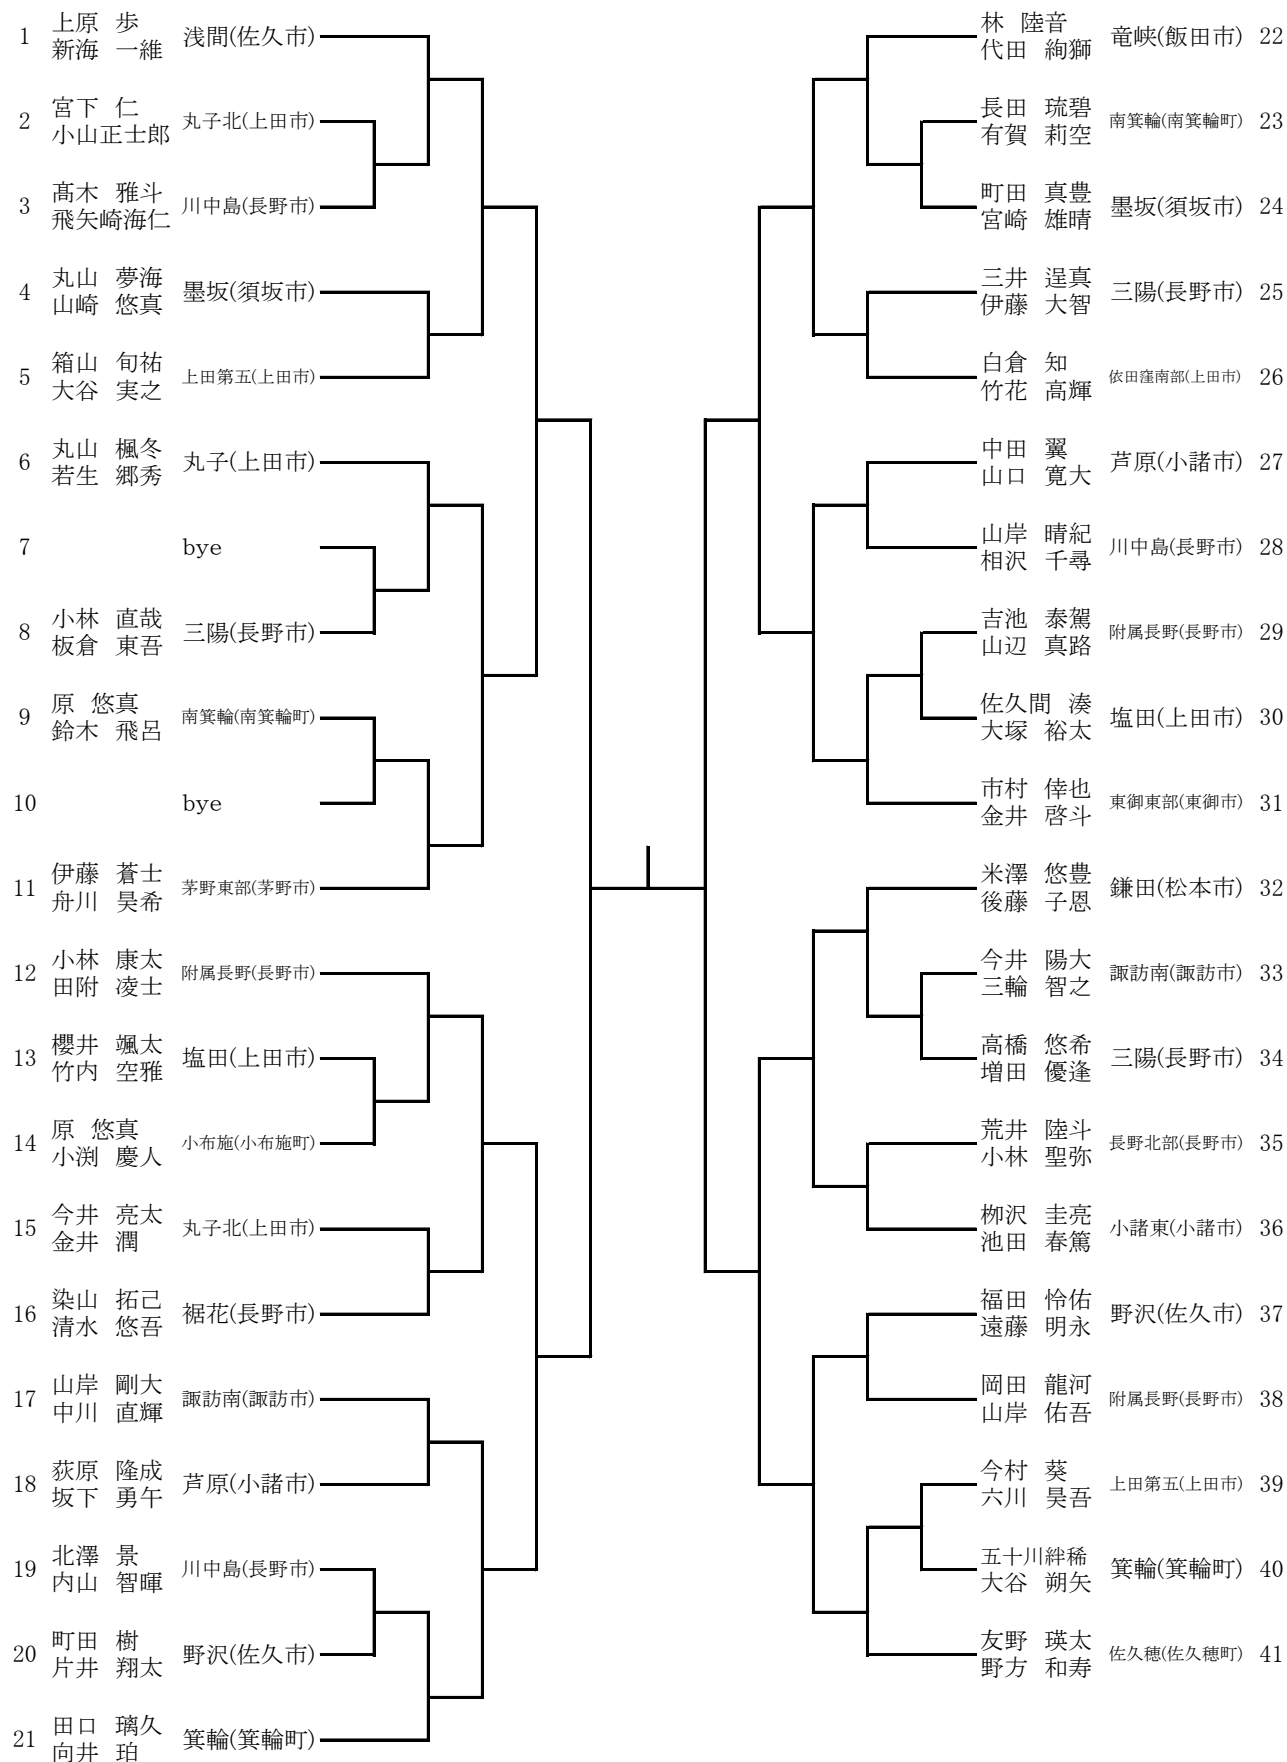 1 上原 歩 新海 一維 浅間(佐久市)
2 宮下 仁 小山正士郎 丸子北(上田市)
3 髙木 雅斗 飛矢崎海仁 川中島(長野市)
4 丸山 夢海 山崎 悠真 墨坂(須坂市)
5 箱山 旬祐 大谷 実之 上田第五(上田市)
6 丸山 楓冬 若生 郷秀 丸子(上田市)
7 bye
8 小林 直哉 板倉 東吾 三陽(長野市)
9 原 悠真 鈴木 飛呂 南箕輪(南箕輪町)
10 bye
11 伊藤 蒼士 舟川 昊希 茅野東部(茅野市)
12 小林 康太 田附 凌士 附属長野(長野市)
13 櫻井 颯太 竹内 空雅 塩田(上田市)
14 原 悠真 小渕 慶人 小布施(小布施町)
15 今井 亮太 金井 潤 丸子北(上田市)
16 染山 拓己 清水 悠吾 裾花(長野市)
17 山岸 剛大 中川 直輝 諏訪南(諏訪市)
18 荻原 隆成 坂下 勇午 芦原(小諸市)
19 北澤 景 内山 智暉 川中島(長野市)
20 町田 樹 片井 翔太 野沢(佐久市)
21 田口 璃久 向井 珀 箕輪(箕輪町)
林 陸音 代田 絢獅 竜峡(飯田市) 22
長田 琉碧 有賀 莉空 南箕輪(南箕輪町) 23
町田 真豊 宮崎 雄晴 墨坂(須坂市) 24
三井 逞真 伊藤 大智 三陽(長野市) 25
白倉 知 竹花 高輝 依田窪南部(上田市) 26
中田 翼 山口 寛大 芦原(小諸市) 27
山岸 晴紀 相沢 千尋 川中島(長野市) 28
吉池 泰駕 山辺 真路 附属長野(長野市) 29
佐久間 湊 大塚 裕太 塩田(上田市) 30
市村 倖也 金井 啓斗 東御東部(東御市) 31
米澤 悠豊 後藤 子恩 鎌田(松本市) 32
今井 陽大 三輪 智之 諏訪南(諏訪市) 33
高橋 悠希 増田 優逢 三陽(長野市) 34
荒井 陸斗 小林 聖弥 長野北部(長野市) 35
栁沢 圭亮 池田 春篤 小諸東(小諸市) 36
福田 怜佑 遠藤 明永 野沢(佐久市) 37
岡田 龍河 山岸 佑吾 附属長野(長野市) 38
今村 葵 六川 昊吾 上田第五(上田市) 39
五十川絆稀 大谷 朔矢 箕輪(箕輪町) 40
友野 瑛太 野方 和寿 佐久穂(佐久穂町) 41